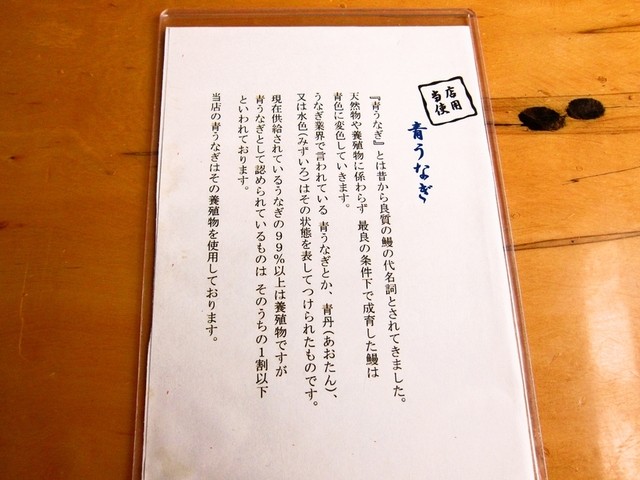 当店
使用
青うなぎ
『青うなぎ』とは昔から良質の鰻の代名詞とされてきました。
天然物や養殖物に係わらず 最良の条件下で成育した鰻は
青色に変色していきます。
うなぎ業界で言われている 青うなぎとか、青丹(あおたん)、
又は水色(みずいろ)はその状態を表してつけられたものです。
現在供給されているうなぎの99%以上は養殖物ですが
青うなぎとして認められているものは そのうちの1割以下
といわれております。
当店の青うなぎはその養殖物を使用しております。